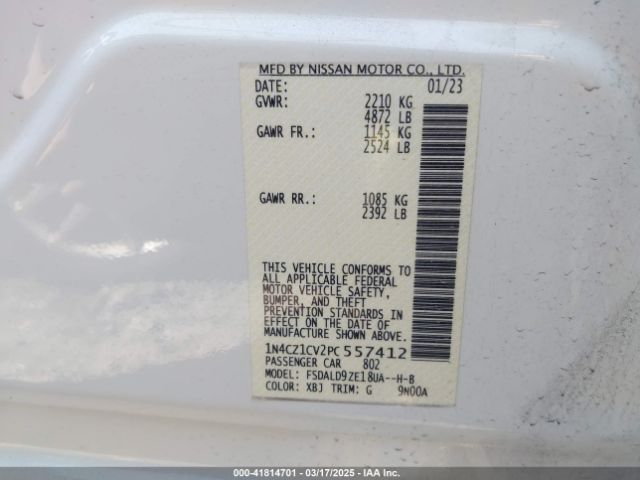 MFD BY NISSAN MOTOR CO., LTD.
DATE: 01/23
GVWR: 2210 KG
4872 LB
GAWR FR.: 1145 KG
2524 LB
GAWR RR.: 1085 KG
2392 LB
THIS VEHICLE CONFORMS TO
ALL APPLICABLE FEDERAL
MOTOR VEHICLE SAFETY,
BUMPER, AND THEFT
PREVENTION STANDARDS IN
EFFECT ON THE DATE OF
MANUFACTURE SHOWN ABOVE.
1N4CZ1CV2PC557412
PASSENGER CAR 802
MODEL: FSDALD9ZE18UA--H-B
COLOR: XBJ TRIM: G 9N00A
000-41814701 - 03/17/2025 - IAA Inc.